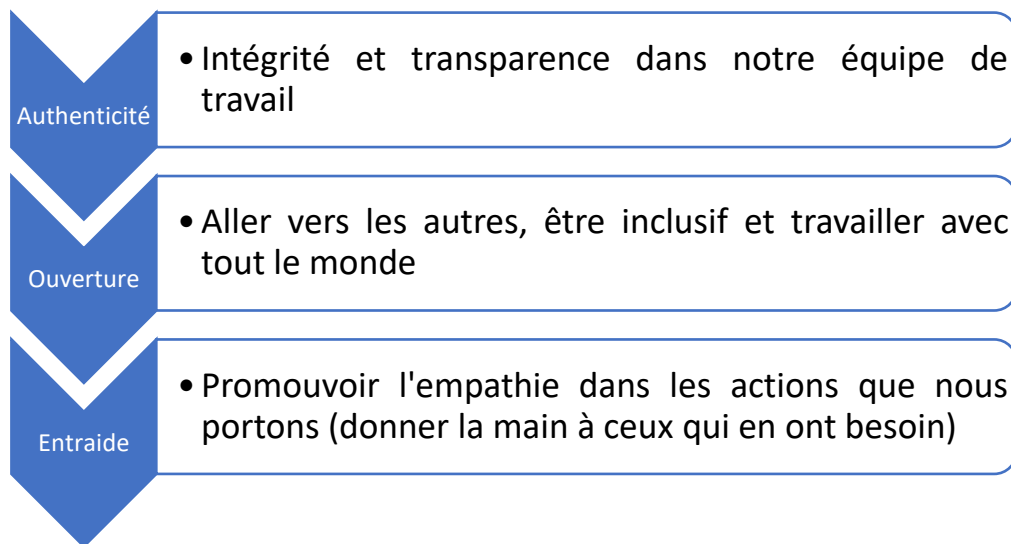 Authenticité
• Intégrité et transparence dans notre équipe de
travail
Ouverture
• Aller vers les autres, être inclusif et travailler avec
tout le monde
Entraide
• Promouvoir l'empathie dans les actions que nous
portons (donner la main à ceux qui en ont besoin)